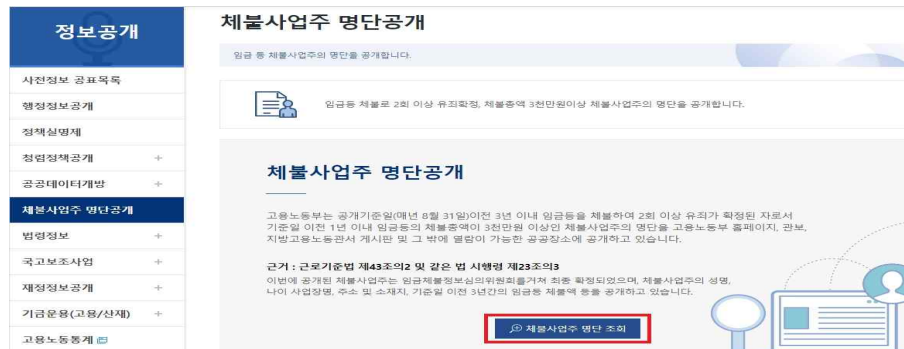 정보공개
사전정보 공표목록
행정정보공개
정책실명제
청렴정책공개 +
공공데이터개방 +
체불사업주 명단공개
법령정보 +
국고보조사업 +
재정정보공개 +
기금운용(고용/산재) +
고용노동통계
체불사업주 명단공개
임금 등 체불사업주의 명단을 공개합니다.
임금등 체불로 2회 이상 유죄확정, 체불총액 3천만원이상 체불사업주의 명단을 공개합니다.
체불사업주 명단공개
고용노동부는 공개기준일(매년 8월 31일)이전 3년 이내 임금등을 체불하여 2회 이상 유죄가 확정된 자로서
기준일 이전 1년 이내 임금등의 체불총액이 3천만원 이상인 체불사업주의 명단을 고용노동부 홈페이지, 관보,
지방고용노동관서 게시판 및 그 밖에 열람이 가능한 공공장소에 공개하고 있습니다.
근거 : 근로기준법 제43조의2 및 같은 법 시행령 제23조의3
이번에 공개된 체불사업주는 임금체불정보심의위원회를거쳐 최종 확정되었으며, 체불사업주의 성명,
나이 사업장명, 주소 및 소재지, 기준일 이전 3년간의 임금등 체불액 등을 공개하고 있습니다.
체불사업주 명단 조회